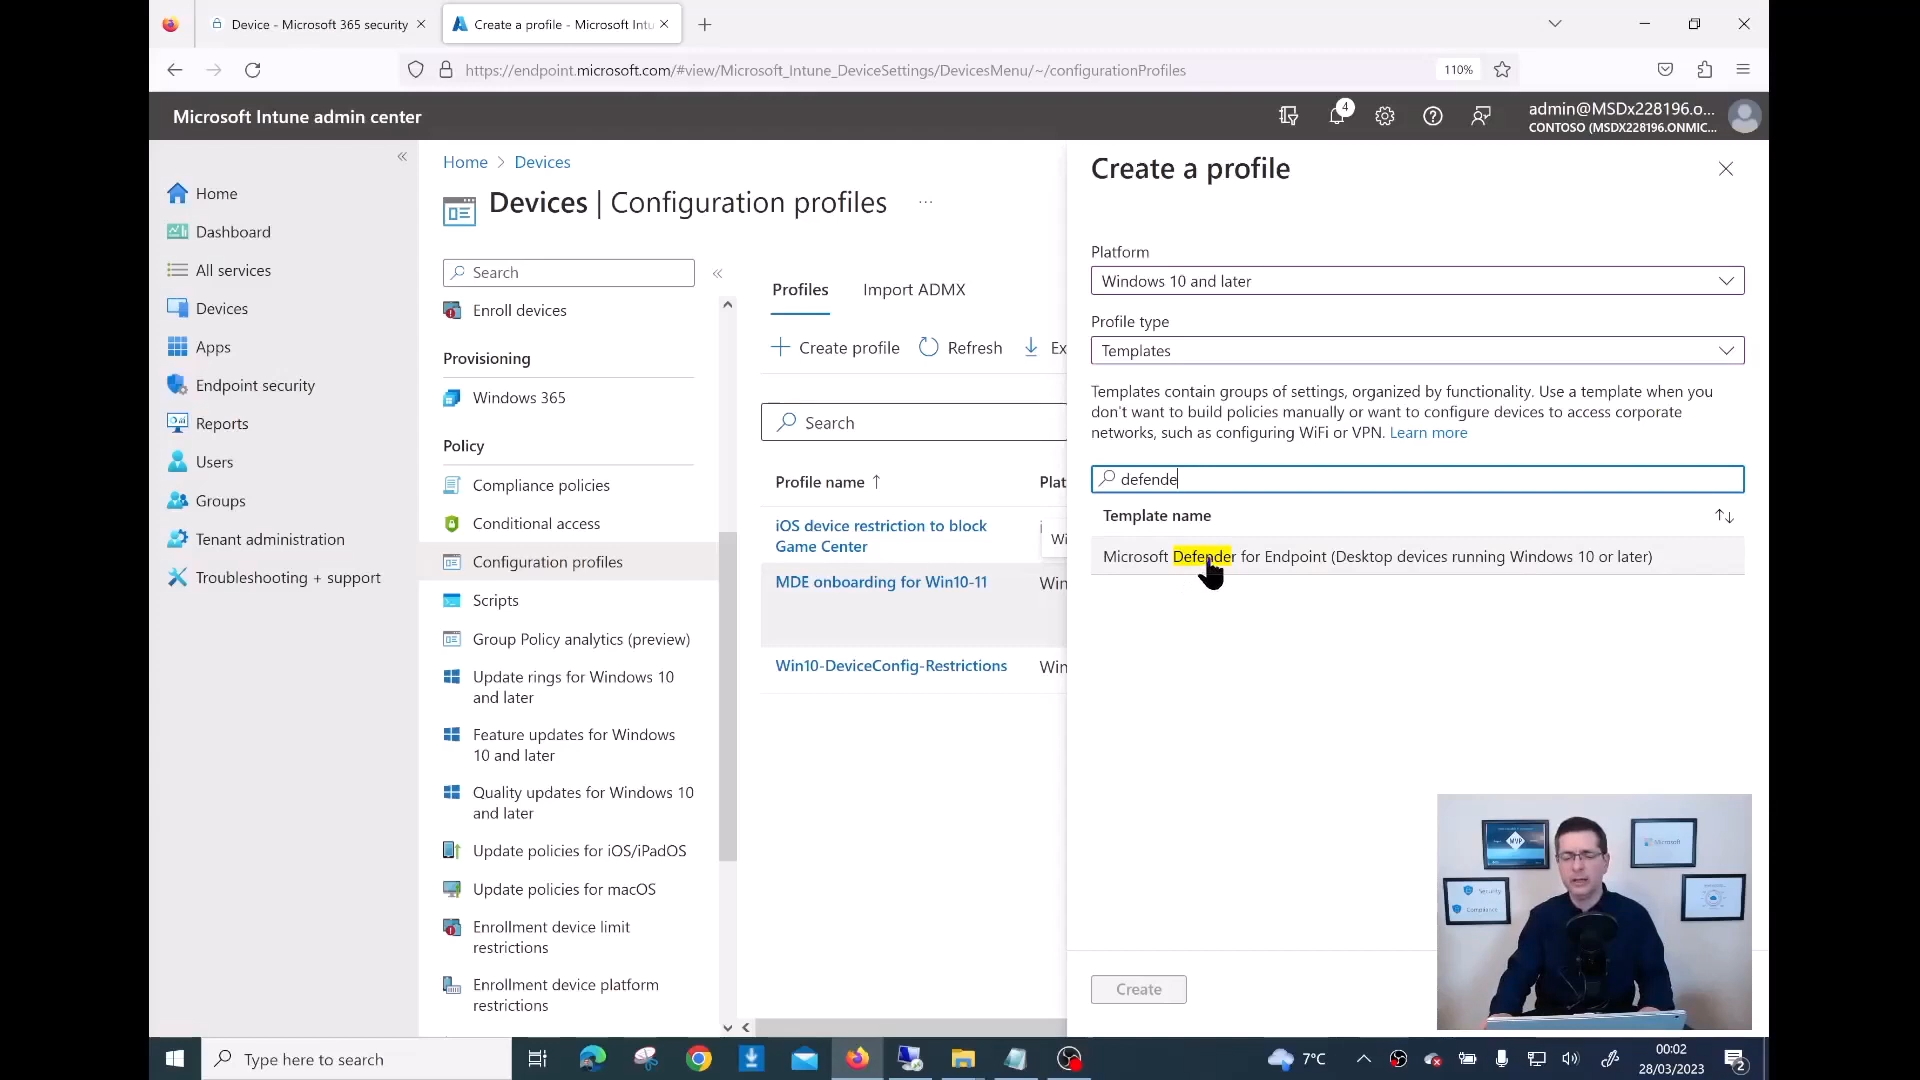 Device - Microsoft 365 security
Create a profile - Microsoft Intu
https://endpoint.microsoft.com/#view/Microsoft_Intune_DeviceSettings/DevicesMenu/~/configurationProfiles
110%
Microsoft Intune admin center
4
admin@MSDx228196.o...
CONTOSO (MSDX228196.ONMIC...
Home
Dashboard
All services
Devices
Apps
Endpoint security
Reports
Users
Groups
Tenant administration
Troubleshooting + support
Home > Devices
Devices | Configuration profiles
...
Search
Enroll devices
Provisioning
Windows 365
Policy
Compliance policies
Conditional access
Configuration profiles
Scripts
Group Policy analytics (preview)
Update rings for Windows 10
and later
Feature updates for Windows
10 and later
Quality updates for Windows 10
and later
Update policies for iOS/iPadOS
Update policies for macOS
Enrollment device limit
restrictions
Enrollment device platform
restrictions
Profiles
Import ADMX
Create profile
Refresh
Ex
Search
Profile name
Plat
iOS device restriction to block
Game Center
Wi
MDE onboarding for Win10-11
Win
Win10-DeviceConfig-Restrictions
Win
Create a profile
Platform
Windows 10 and later
Profile type
Templates
Templates contain groups of settings, organized by functionality. Use a template when you
don't want to build policies manually or want to configure devices to access corporate
networks, such as configuring WiFi or VPN. Learn more
defende
Template name
Microsoft Defender for Endpoint (Desktop devices running Windows 10 or later)
Create
MVP
Microsoft
Security
Compliance
Type here to search
7°C
00:02
28/03/2023
2